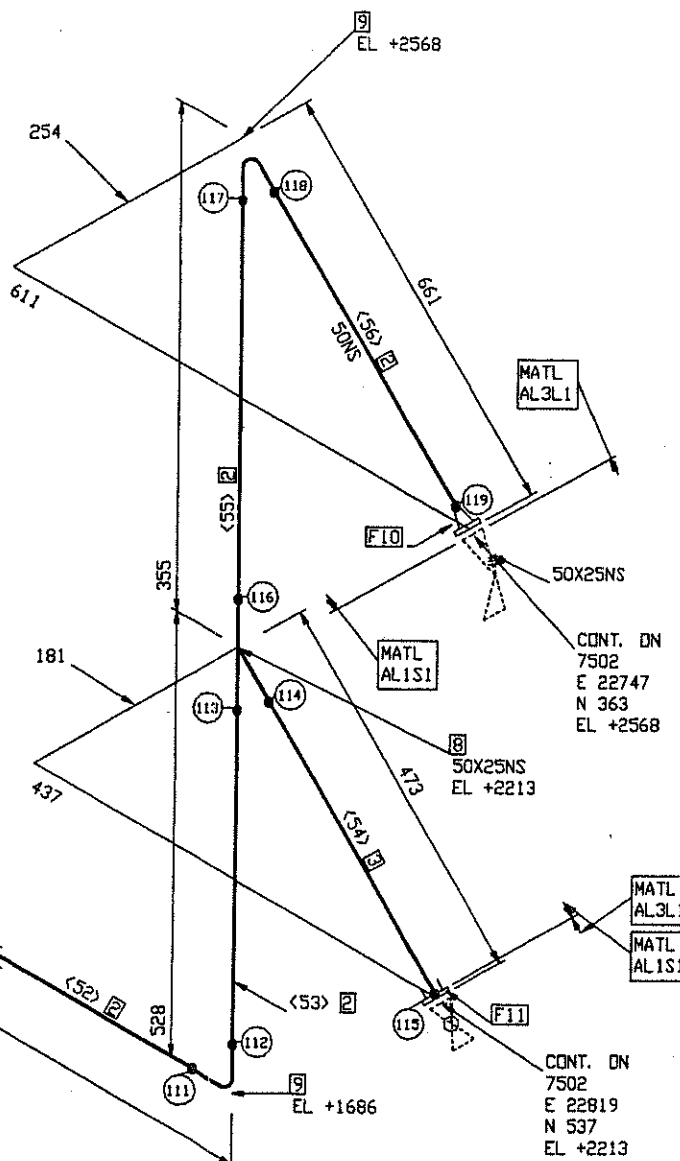 9
EL +2568
254
118
117
661
611
<56> 2
50NS
MATL
AL3L1
<55> 2
119
F10
50X25NS
355
116
CONT. ON
7502
E 22747
N 363
EL +2568
MATL
AL1S1
181
114
113
8
50X25NS
EL +2213
473
437
<54> 3
MATL
AL3L1
MATL
AL1S1
<52> 2
528
<53> 2
115
F11
112
111
9
EL +1686
CONT. ON
7502
E 22819
N 537
EL +2213